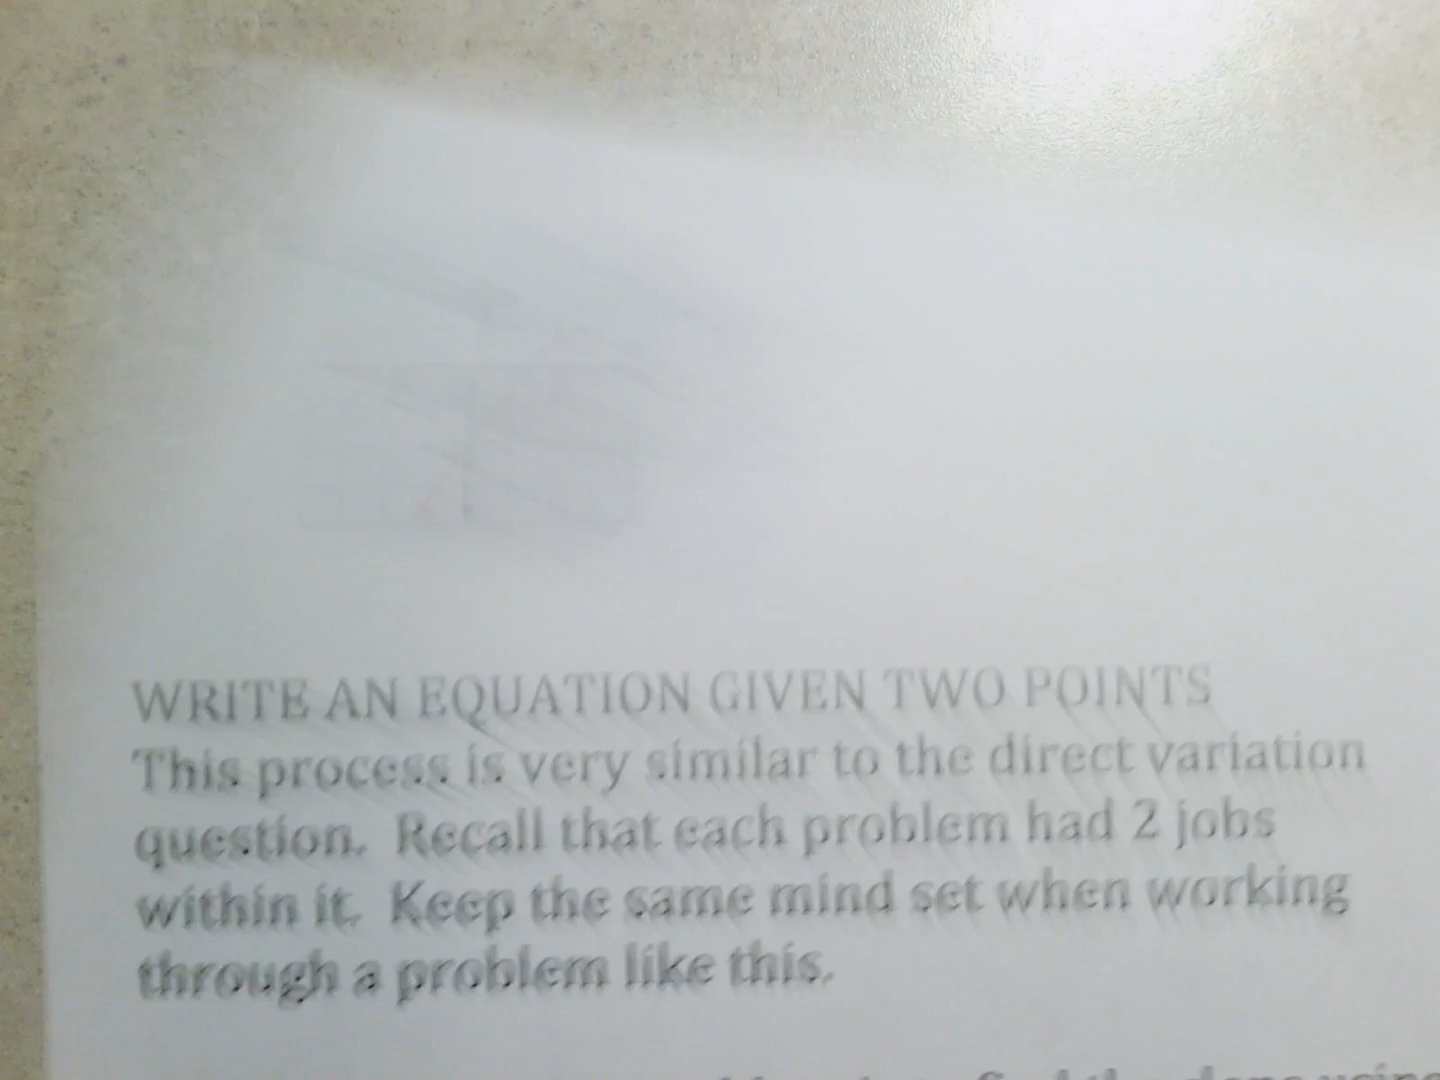 WRITE AN EQUATION GIVEN TWO POINTS
This process is very similar to the direct variation
question. Recall that each problem had 2 jobs
within it. Keep the same mind set when working
through a problem like this.